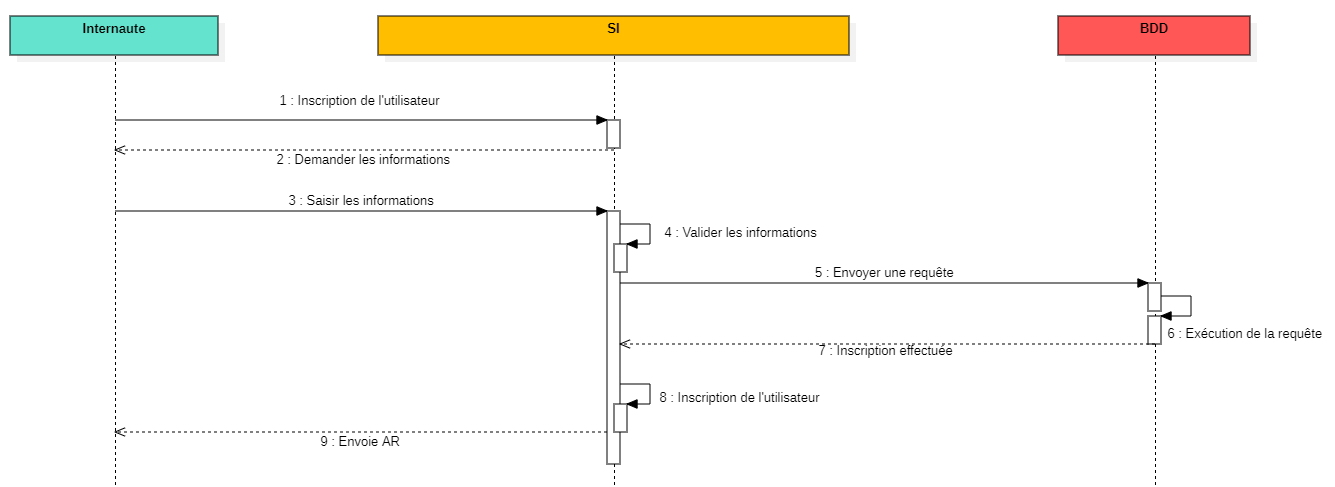 Internaute
SI
BDD
1 : Inscription de l'utilisateur
2 : Demander les informations
3 : Saisir les informations
4 : Valider les informations
5 : Envoyer une requête
6 : Exécution de la requête
7 : Inscription effectuée
8 : Inscription de l'utilisateur
9 : Envoie AR